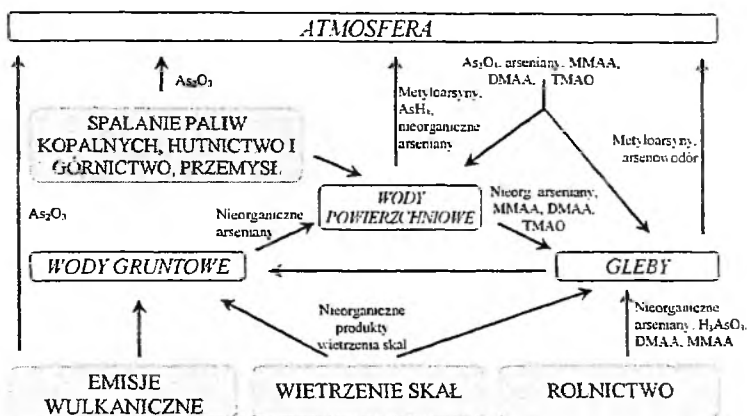 ATMOSFERA
As₂O₃
As₂O₃, arseniany, MMAA,
DMAA, TMAO
Metyloarsyny,
AsH₃,
nieorganiczne
arseniany
SPALANIE PALIW
KOPALNYCH, HUTNICTWO I
GÓRNICTWO, PRZEMYSŁ
Metyloarsyny,
arsenowodór
As₂O₃
Nieorganiczne
arseniany
WODY
POWIERZCHNIOWE
Nieorg. arseniany,
MMAA, DMAA,
TMAO
WODY GRUNTOWE
GLEBY
Nieorganiczne
produkty
wietrzenia skał
Nieorganiczne
arseniany, H₃AsO₃,
DMAA, MMAA
EMISJE
WULKANICZNE
WIETRZENIE SKAŁ
ROLNICTWO